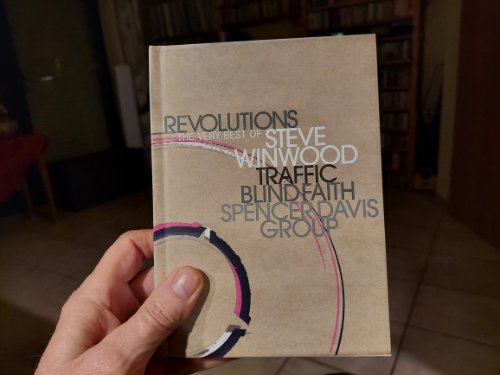 REVOLUTIONS
THE VERY BEST OF STEVE
WINWOOD
TRAFFIC
BLIND FAITH
SPENCER DAVIS
GROUP